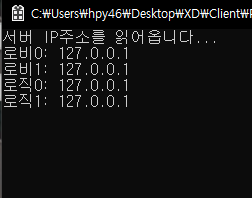 C:₩Users₩hpy46₩Desktop₩XD₩Client₩
서버 IP주소를 읽어옵니다...
로비0: 127.0.0.1
로비1: 127.0.0.1
로직0: 127.0.0.1
로직1: 127.0.0.1